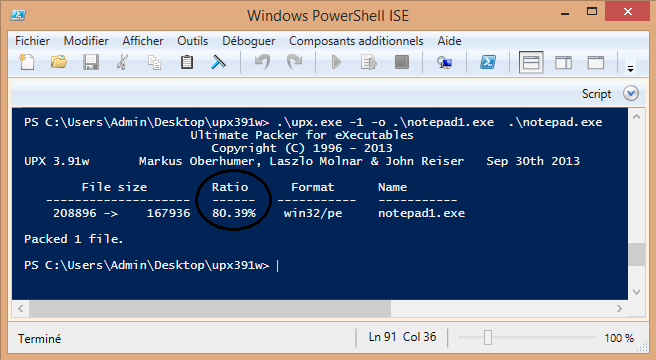 Windows PowerShell ISE
Fichier Modifier Afficher Outils Déboguer Composants additionnels Aide
Script
PS C:\Users\Admin\Desktop\upx391w> .\upx.exe -1 -o .\notepad1.exe .\notepad.exe
Ultimate Packer for eXecutables
Copyright (C) 1996 - 2013
UPX 3.91w Markus Oberhumer, Laszlo Molnar & John Reiser Sep 30th 2013
File size Ratio Format Name
-------------------- ------ ----------- -----------
208896 -> 167936 80.39% win32/pe notepad1.exe
Packed 1 file.
PS C:\Users\Admin\Desktop\upx391w>
Terminé Ln 91 Col 36 100 %